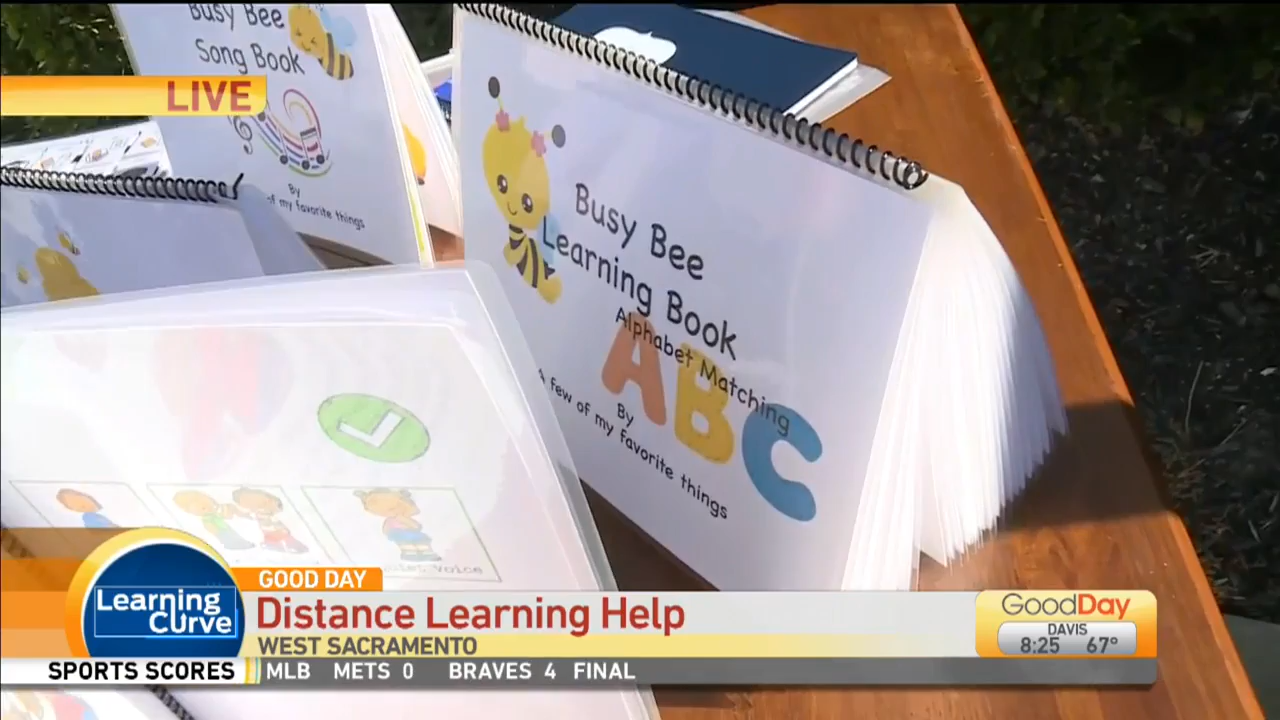 Busy Bee
Song Book
By
of my favorite things
LIVE
Busy Bee
Learning Book
Alphabet Matching
ABC
By
A few of my favorite things
Voice
Learning
Curve
GOOD DAY
Distance Learning Help
WEST SACRAMENTO
GoodDay
DAVIS
8:25 67°
SPORTS SCORES
MLB METS 0 BRAVES 4 FINAL